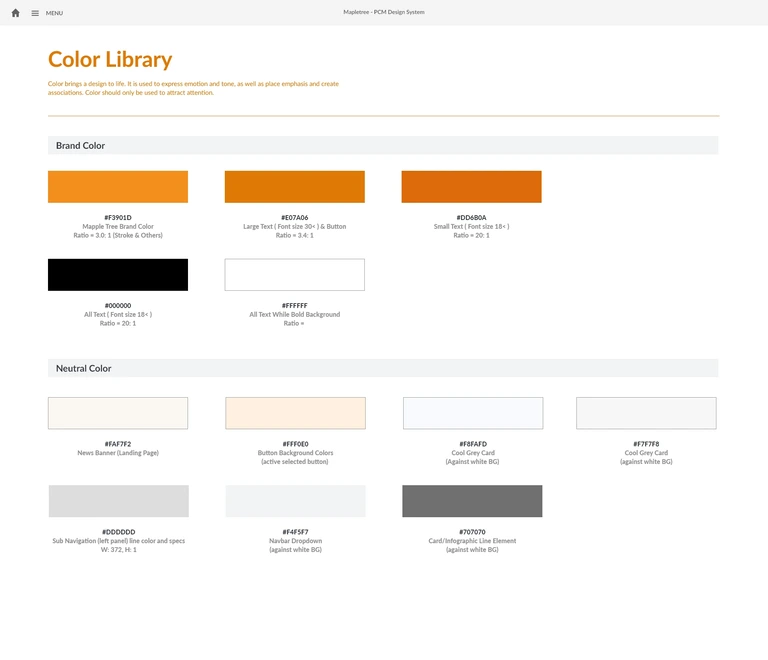 MENU
Mapletree - PCM Design System
Color Library
Color brings a design to life. It is used to express emotion and tone, as well as place emphasis and create
associations. Color should only be used to attract attention.
Brand Color
#F3901D
Mapple Tree Brand Color
Ratio = 3.0: 1 (Stroke & Others)
#E07A06
Large Text ( Font size 30< ) & Button
Ratio = 3.4: 1
#DD6B0A
Small Text ( Font size 18< )
Ratio = 20: 1
#000000
All Text ( Font size 18< )
Ratio = 20: 1
#FFFFFF
All Text While Bold Background
Ratio =
Neutral Color
#FAF7F2
News Banner (Landing Page)
#FFF0E0
Button Background Colors
(active selected button)
#F8FAFD
Cool Grey Card
(Against white BG)
#F7F7F8
Cool Grey Card
(against white BG)
#DDDDDD
Sub Navigation (left panel) line color and specs
W: 372, H: 1
#F4F5F7
Navbar Dropdown
(against white BG)
#707070
Card/Infographic Line Element
(against white BG)